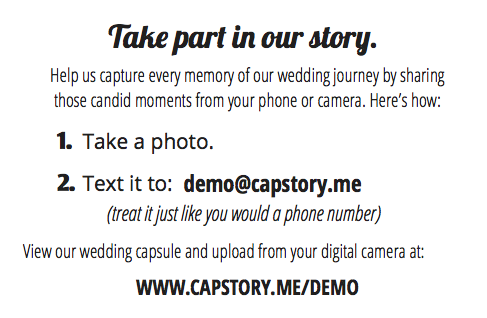 Take part in our story.
Help us capture every memory of our wedding journey by sharing
those candid moments from your phone or camera. Here's how:
1. Take a photo.
2. Text it to: demo@capstory.me
(treat it just like you would a phone number)
View our wedding capsule and upload from your digital camera at:
WWW.CAPSTORY.ME/DEMO